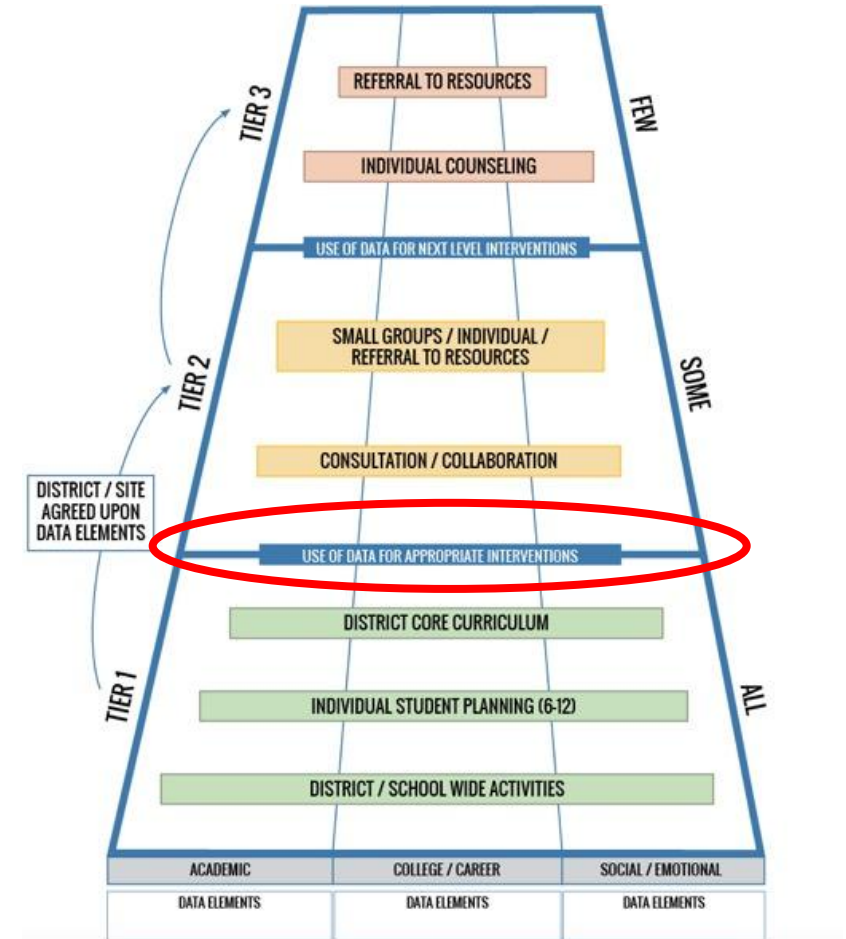 REFERRAL TO RESOURCES
TIER 3
FEW
INDIVIDUAL COUNSELING
USE OF DATA FOR NEXT LEVEL INTERVENTIONS
SMALL GROUPS / INDIVIDUAL /
REFERRAL TO RESOURCES
TIER 2
SOME
CONSULTATION / COLLABORATION
DISTRICT / SITE
AGREED UPON
DATA ELEMENTS
USE OF DATA FOR APPROPRIATE INTERVENTIONS
DISTRICT CORE CURRICULUM
TIER 1
ALL
INDIVIDUAL STUDENT PLANNING (6-12)
DISTRICT / SCHOOL WIDE ACTIVITIES
ACADEMIC
COLLEGE / CAREER
SOCIAL / EMOTIONAL
DATA ELEMENTS
DATA ELEMENTS
DATA ELEMENTS